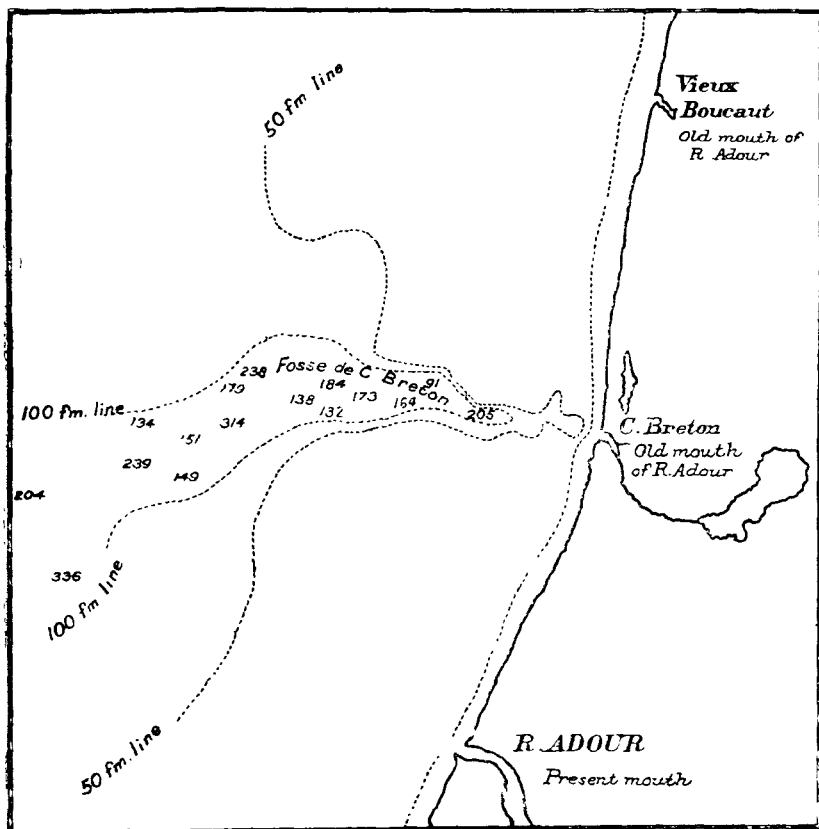 50 fm line
Vieux
Boucaut
Old mouth of
R Adour
238
Fosse de C Breton
91
179
184
138
173
164
132
205
100 fm. line
134
314
151
239
149
204
C. Breton
Old mouth
of R. Adour
336
100 fm line
50 fm. line
R. ADOUR
Present mouth